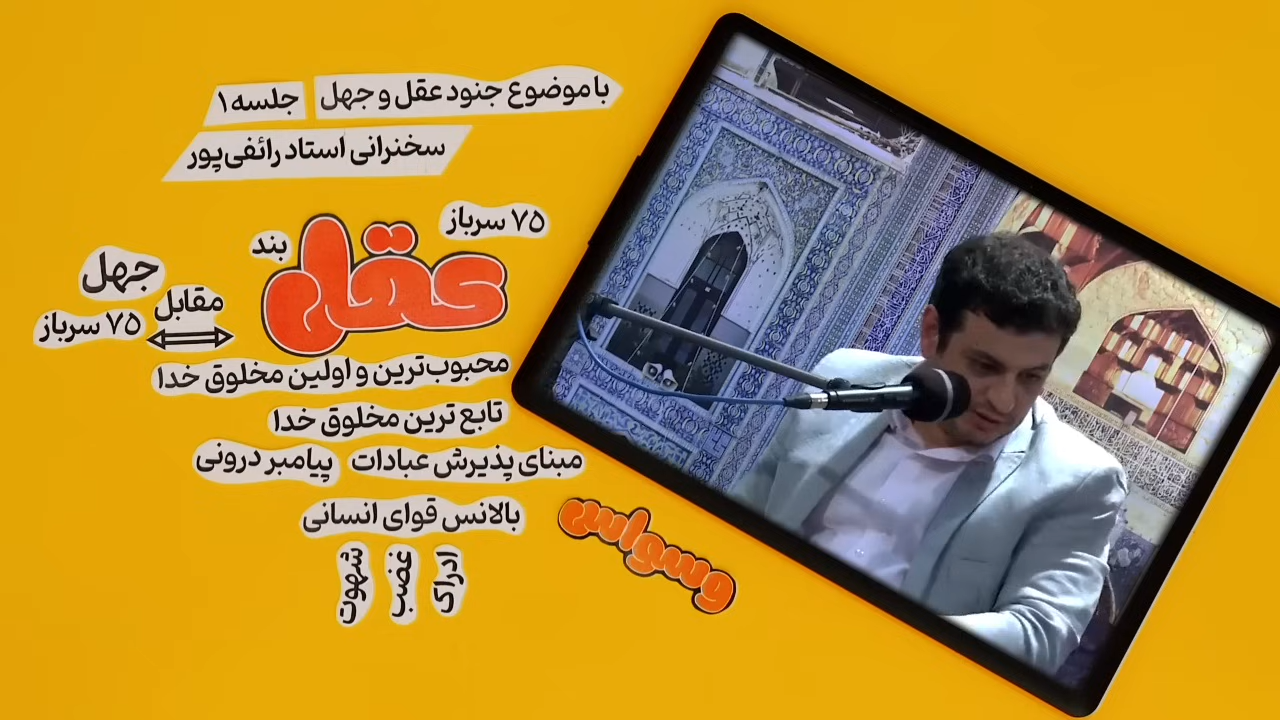 با موضوع جنود عقل و جهل جلسه ۱
سخنرانی استاد رائفی‌پور
۷۵ سرباز
عقل
بند
جهل
مقابل
۷۵ سرباز
محبوب‌ترین و اولین مخلوق خدا
تابع ترین مخلوق خدا
مبنای پذیرش عبادات پیامبر درونی
بالانس قوای انسانی
ادراک غضب شهوت
وسواسی